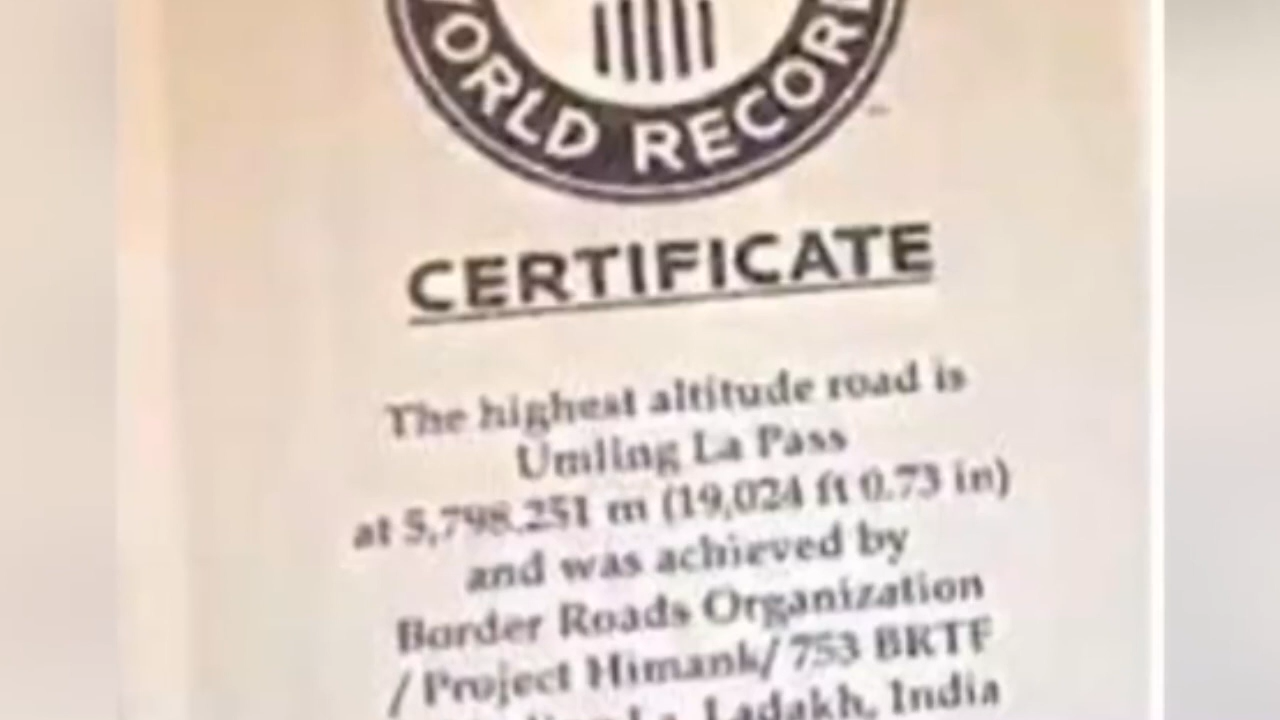 WORLD RECOR
CERTIFICATE
The highest altitude road is
Umling La Pass
at 5,798.251 m (19,024 ft 0.73 in)
and was achieved by
Border Roads Organization
/ Project Himank/ 753 BRTF
Ladakh, India